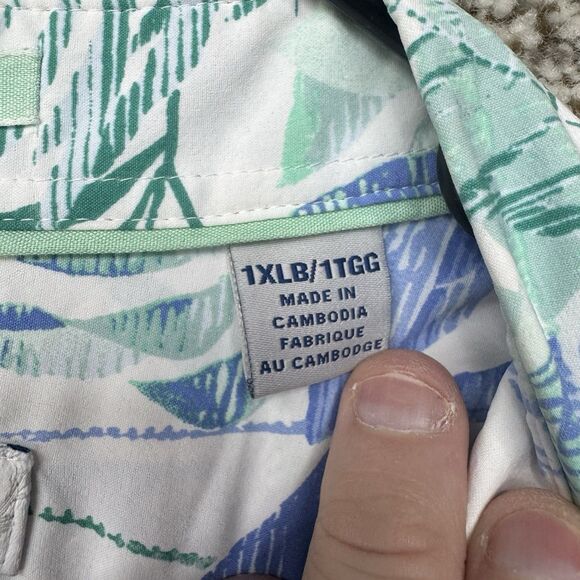 1XLB/1TGG
MADE IN
CAMBODIA
FABRIQUE
AU CAMBODGE